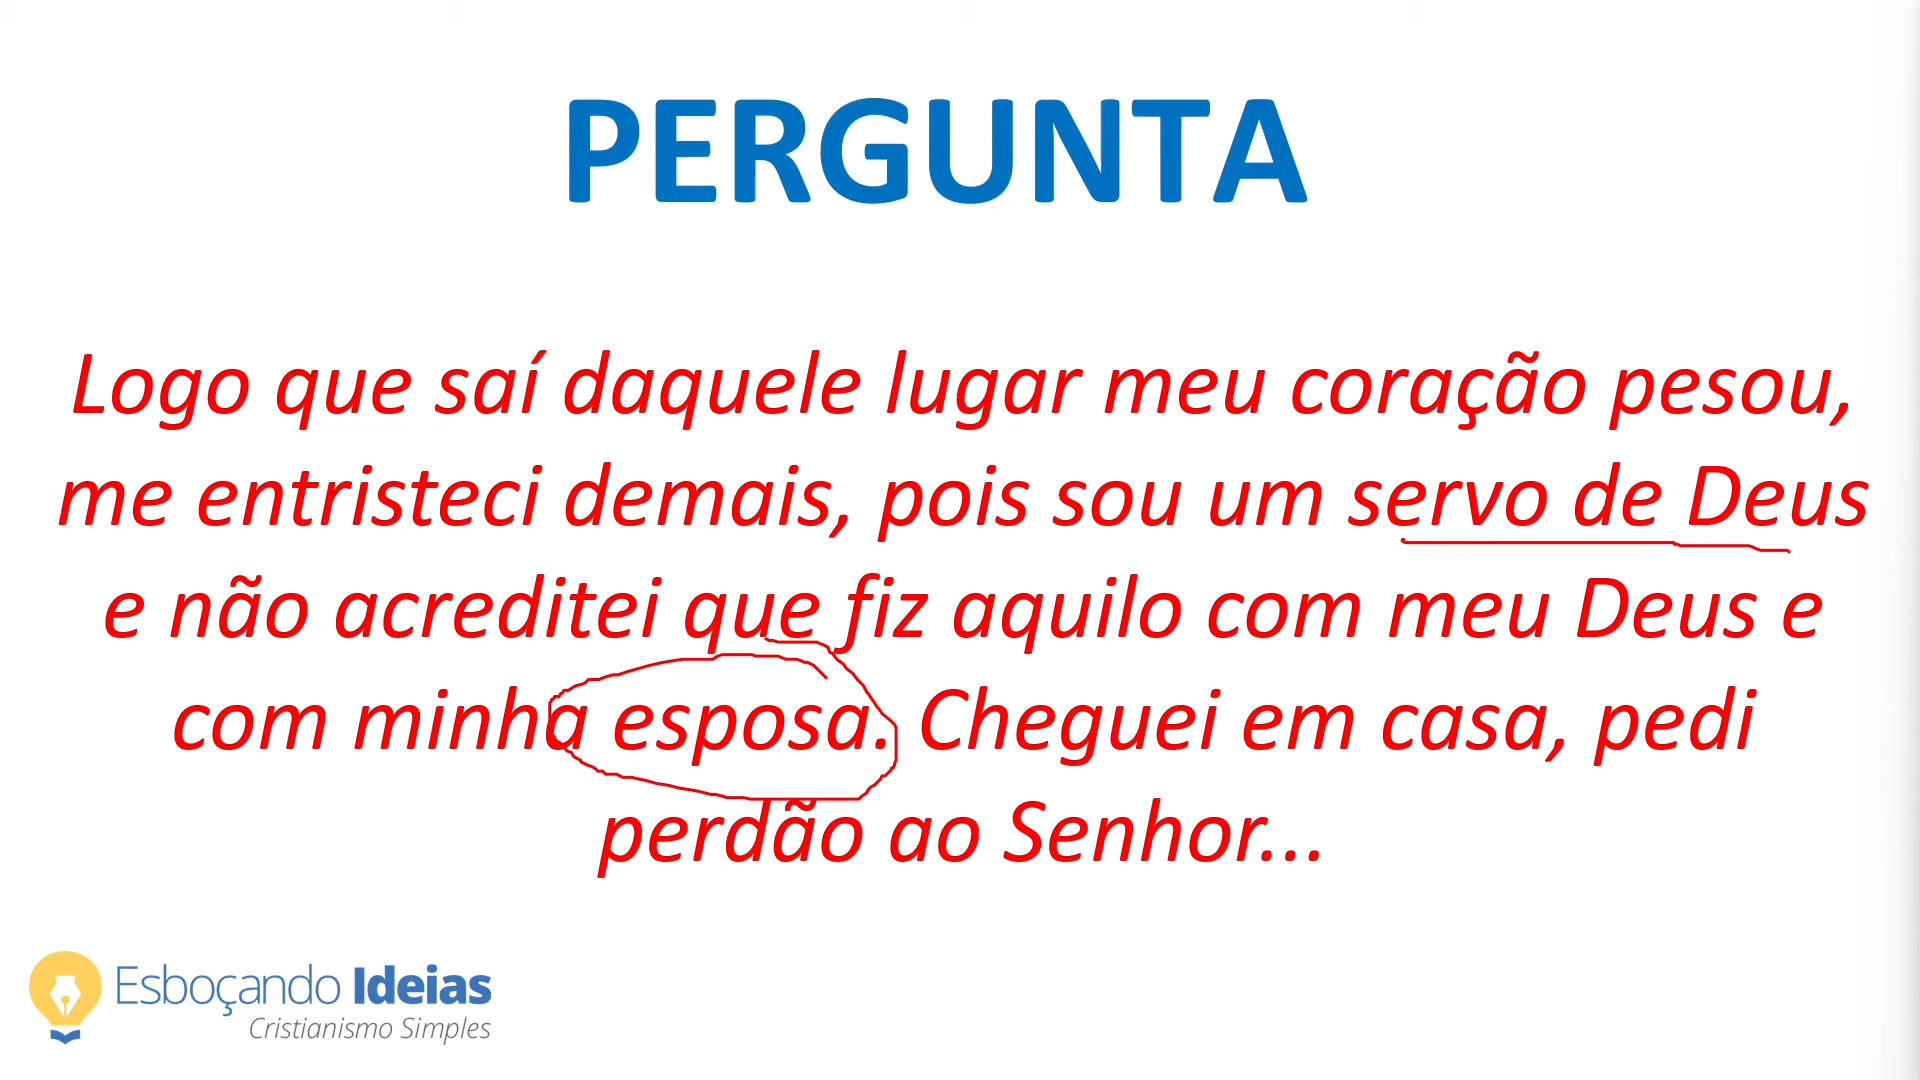 PERGUNTA
Logo que saí daquele lugar meu coração pesou,
me entristeci demais, pois sou um servo de Deus
e não acreditei que fiz aquilo com meu Deus e
com minha esposa. Cheguei em casa, pedi
perdão ao Senhor...
Esboçando Ideias
Cristianismo Simples